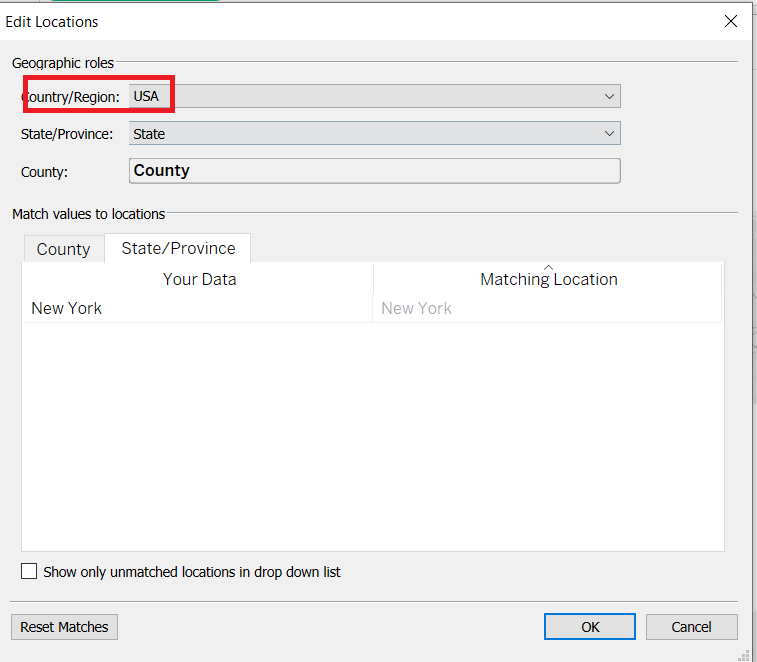 Edit Locations
Geographic roles
Country/Region: USA
State/Province: State
County: County
Match values to locations
County State/Province
Your Data Matching Location
New York New York
Show only unmatched locations in drop down list
Reset Matches OK Cancel